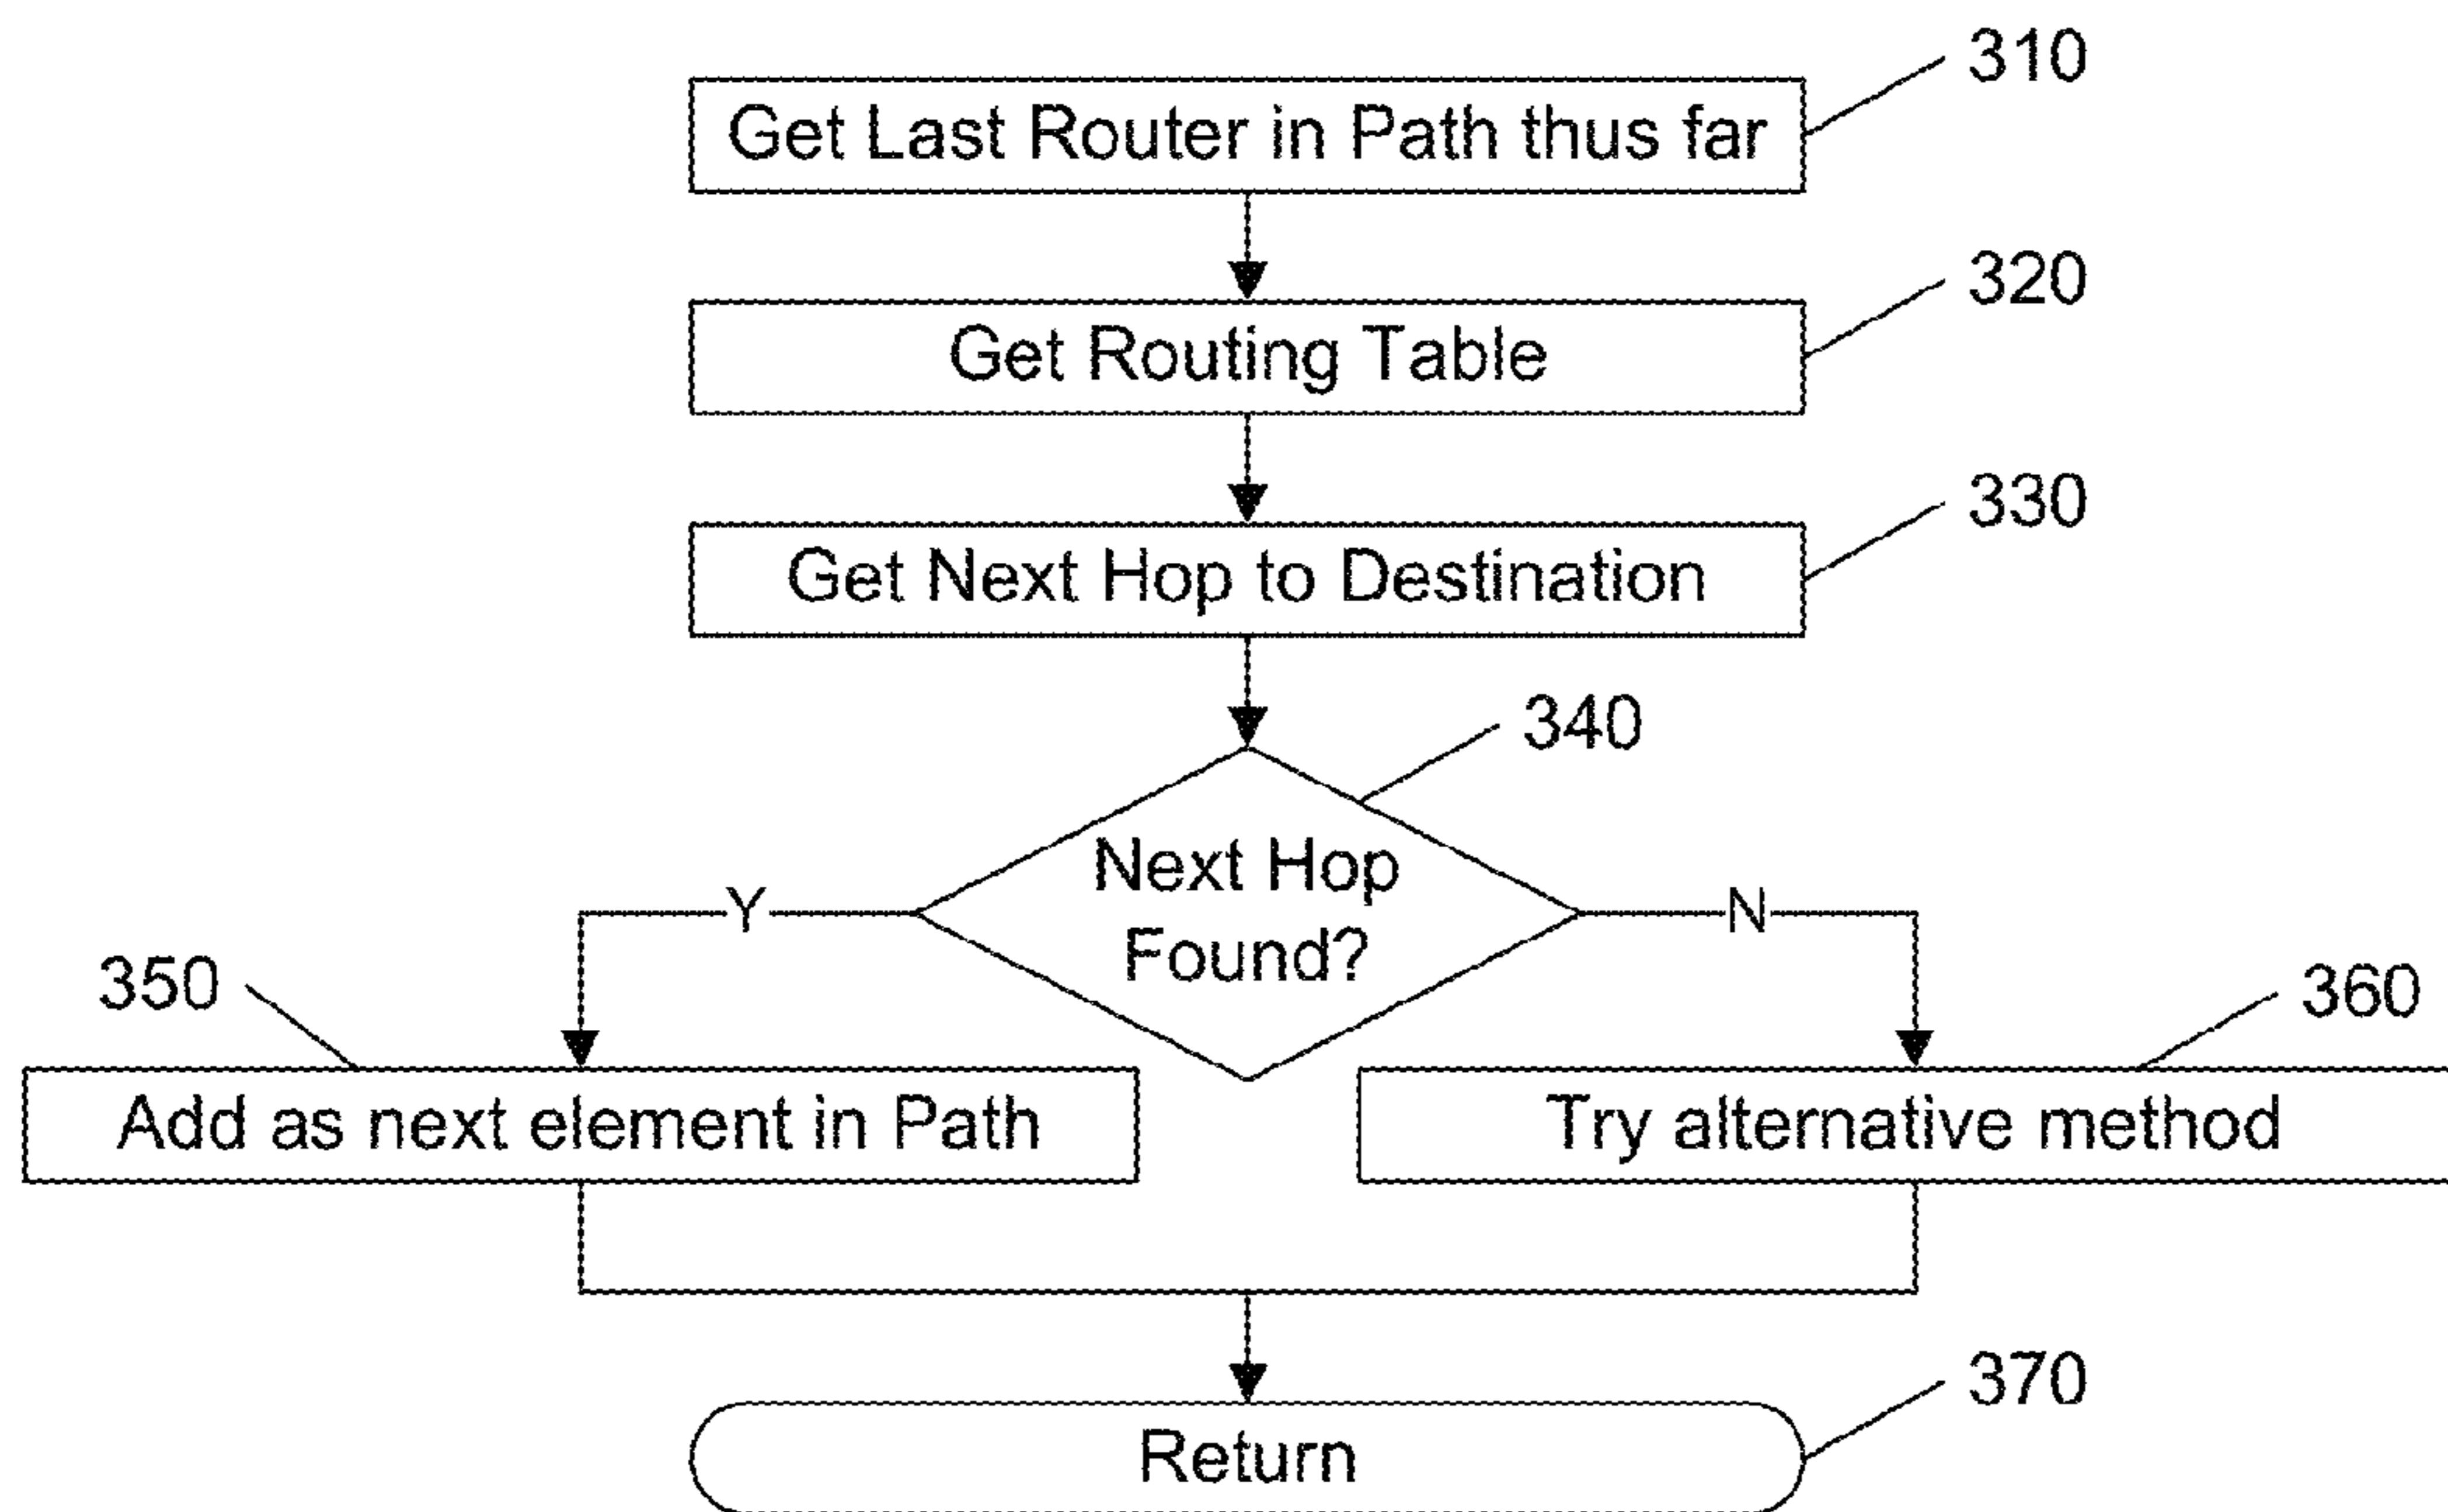 310
Get Last Router in Path thus far
320
Get Routing Table
330
Get Next Hop to Destination
340
Next Hop
Found?
Y
N
350
360
Add as next element in Path
Try alternative method
370
Return